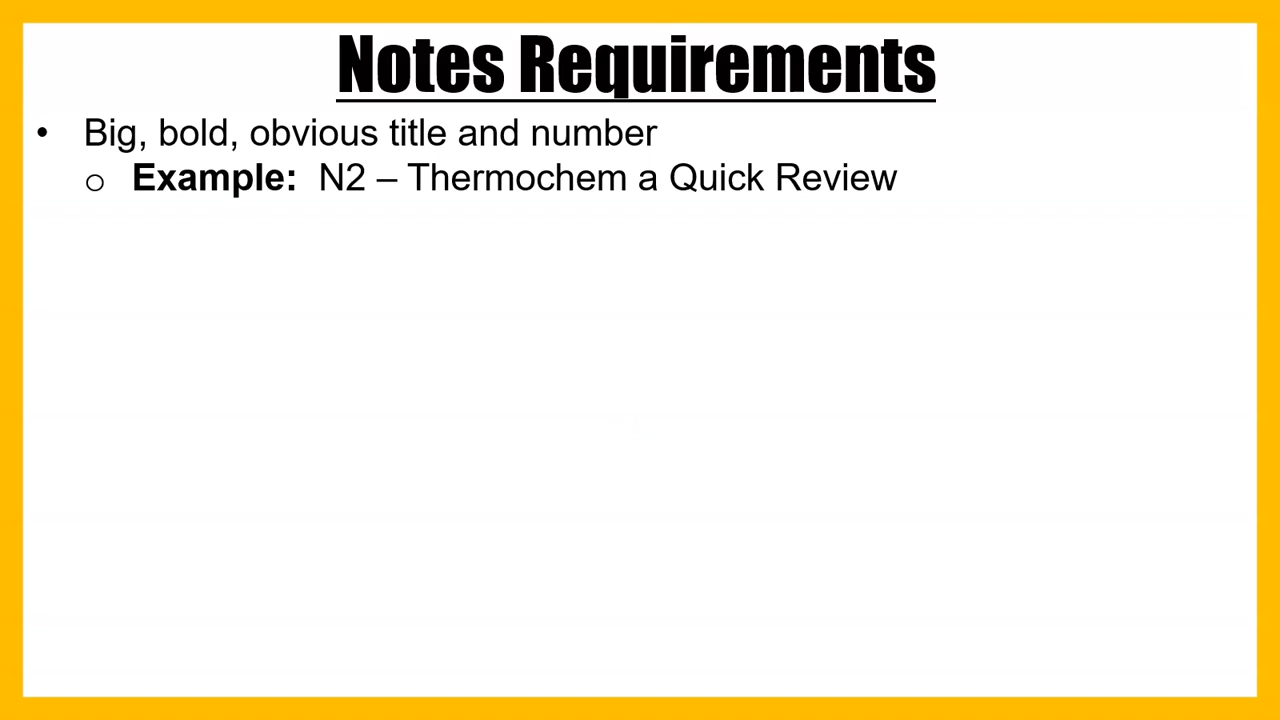 Notes Requirements
• Big, bold, obvious title and number
o Example: N2 – Thermochem a Quick Review